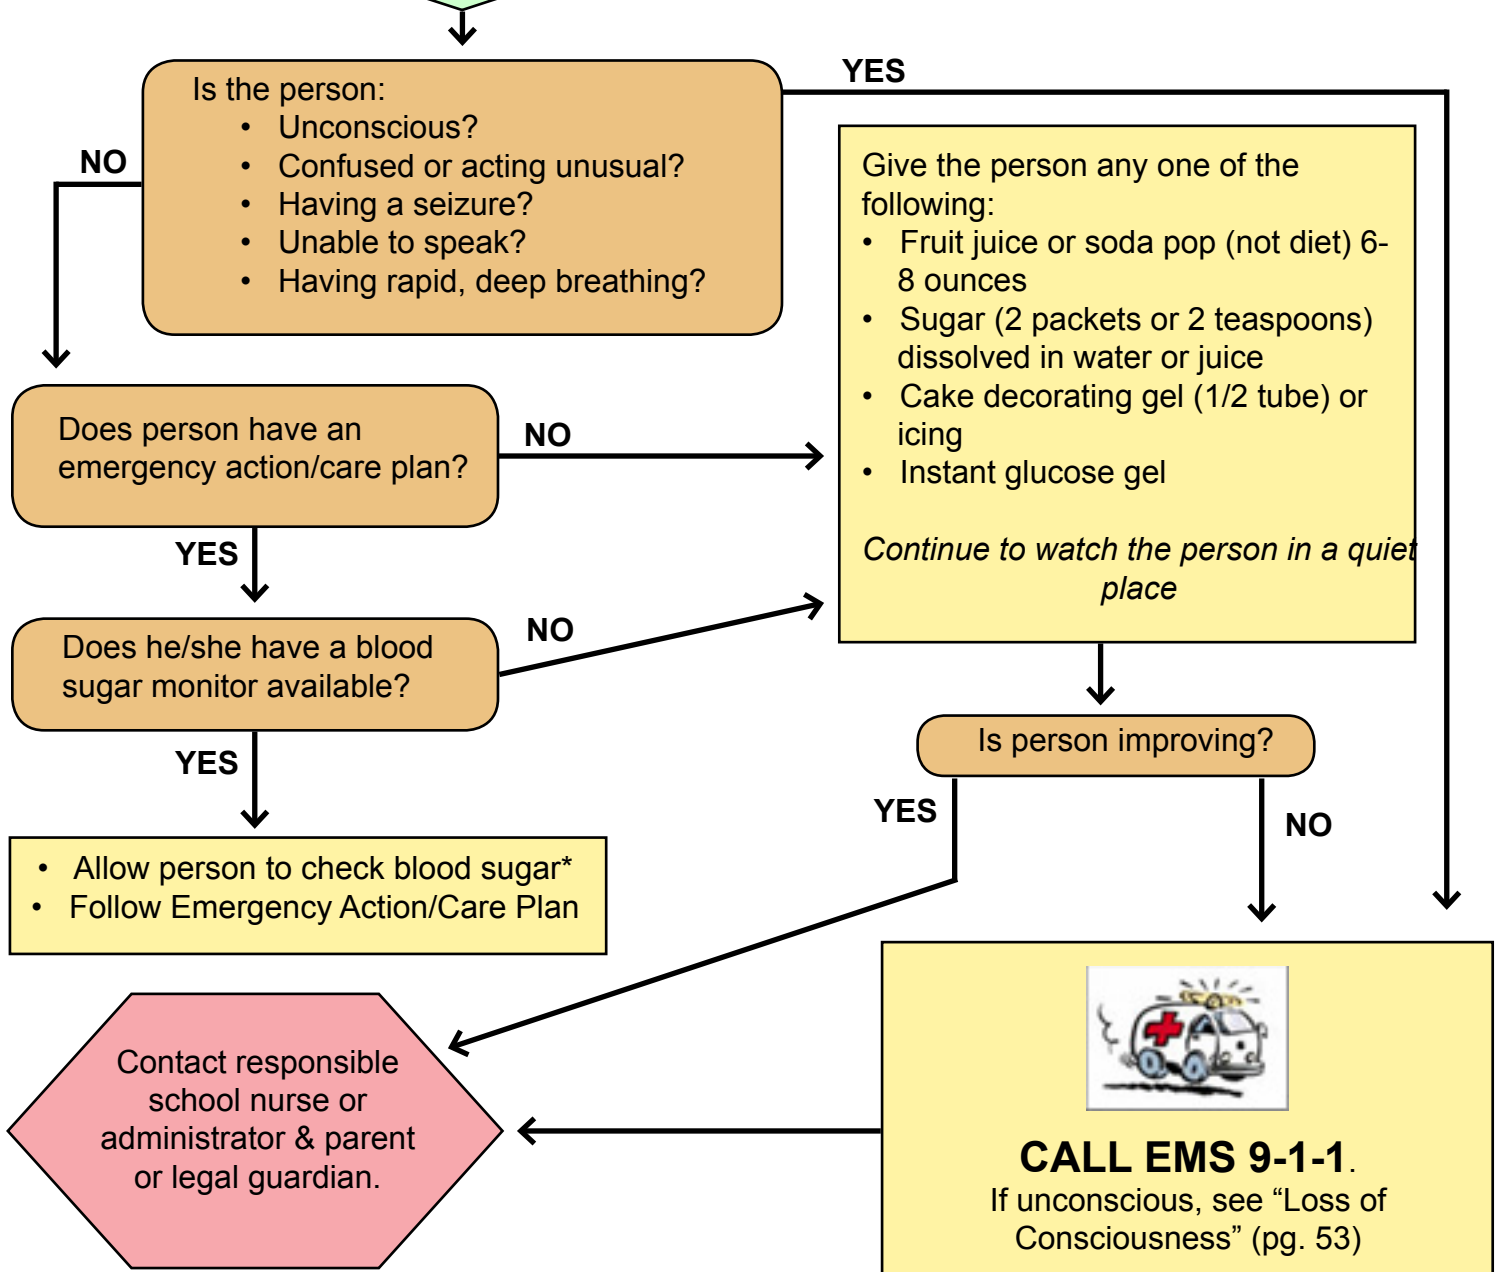 Is the person:
• Unconscious?
• Confused or acting unusual?
• Having a seizure?
• Unable to speak?
• Having rapid, deep breathing?
YES
NO
Give the person any one of the
following:
• Fruit juice or soda pop (not diet) 6-
8 ounces
• Sugar (2 packets or 2 teaspoons)
dissolved in water or juice
• Cake decorating gel (1/2 tube) or
icing
• Instant glucose gel
Continue to watch the person in a quiet
place
Does person have an
emergency action/care plan?
NO
YES
Does he/she have a blood
sugar monitor available?
NO
YES
• Allow person to check blood sugar*
• Follow Emergency Action/Care Plan
Is person improving?
YES
NO
Contact responsible
school nurse or
administrator & parent
or legal guardian.
CALL EMS 9-1-1.
If unconscious, see “Loss of
Consciousness” (pg. 53)